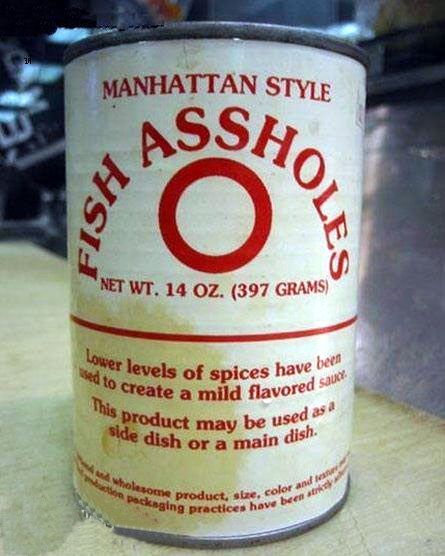 MANHATTAN STYLE
FISH ASSHOLES
NET WT. 14 OZ. (397 GRAMS)
Lower levels of spices have been
used to create a mild flavored sauce.
This product may be used as a
side dish or a main dish.
and wholesome product, size, color and texture
production packaging practices have been strictly